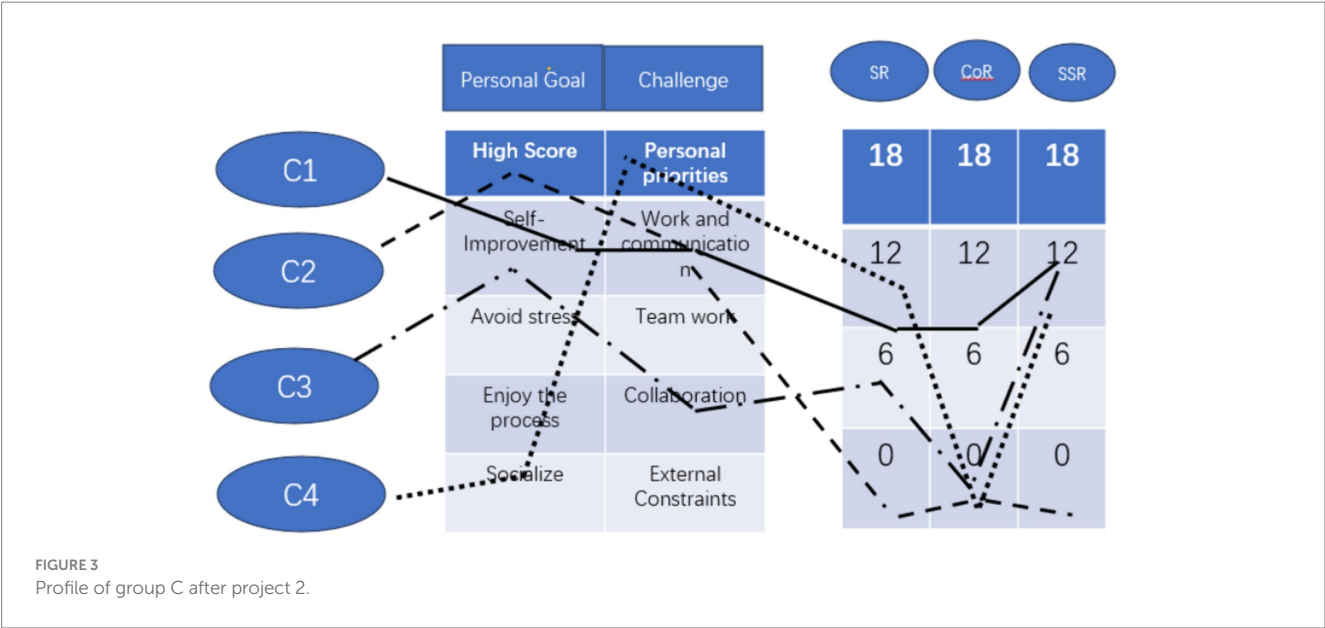 Personal Goal
Challenge
SR
CoR
SSR
C1
C2
C3
C4
High Score
Personal
priorities
Self-
Improvement
Work and
communicatio
n
Avoid stress
Team work
Enjoy the
process
Collaboration
Socialize
External
Constraints
18
18
18
12
12
12
6
6
6
0
0
0
FIGURE 3
Profile of group C after project 2.